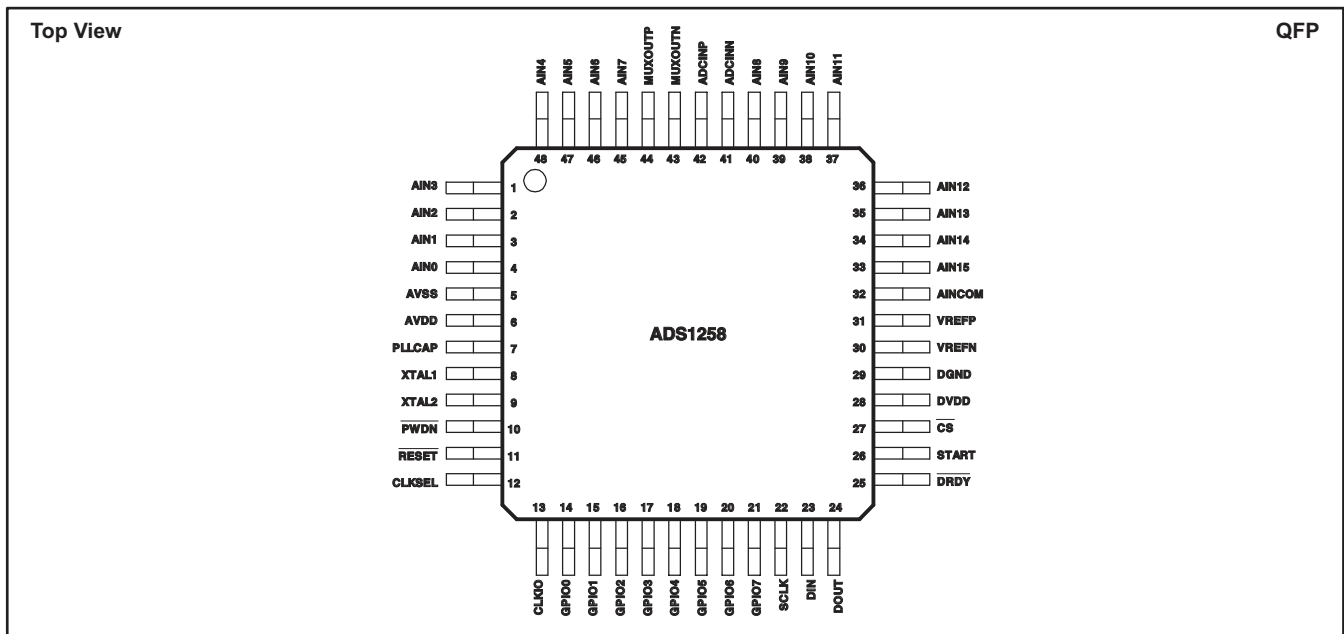 Top View
QFP
AIN4
AIN5
AIN6
AIN7
MUXOUTP
MUXOUTN
ADCINP
ADCINN
AIN8
AIN9
AIN10
AIN11
48 47 46 45 44 43 42 41 40 39 38 37
AIN3 1
AIN2 2
AIN1 3
AIN0 4
AVSS 5
AVDD 6
PLLCAP 7
XTAL1 8
XTAL2 9
PWDN 10
RESET 11
CLKSEL 12
ADS1258
36 AIN12
35 AIN13
34 AIN14
33 AIN15
32 AINCOM
31 VREFP
30 VREFN
29 DGND
28 DVDD
27 CS
26 START
25 DRDY
13 14 15 16 17 18 19 20 21 22 23 24
CLKIO
GPIO0
GPIO1
GPIO2
GPIO3
GPIO4
GPIO5
GPIO6
GPIO7
SCLK
DIN
DOUT